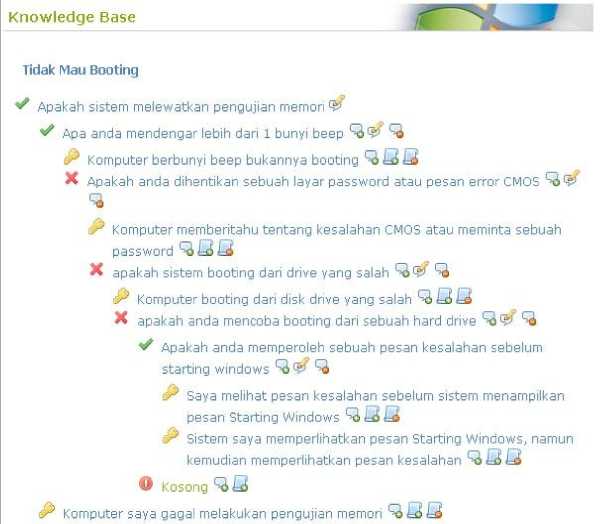 Knowledge Base
Tidak Mau Booting
Apakah sistem melewatkan pengujian memori
Apa anda mendengar lebih dari 1 bunyi beep
Komputer berbunyi beep bukannya booting
Apakah anda dihentikan sebuah layar password atau pesan error CMOS
Komputer memberitahu tentang kesalahan CMOS atau meminta sebuah
password
apakah sistem booting dari drive yang salah
Komputer booting dari disk drive yang salah
apakah anda mencoba booting dari sebuah hard drive
Apakah anda memperoleh sebuah pesan kesalahan sebelum
starting windows
Saya melihat pesan kesalahan sebelum sistem menampilkan
pesan Starting Windows
Sistem saya memperlihatkan pesan Starting Windows, namun
kemudian memperlihatkan pesan kesalahan
Kosong
Komputer saya gagal melakukan pengujian memori